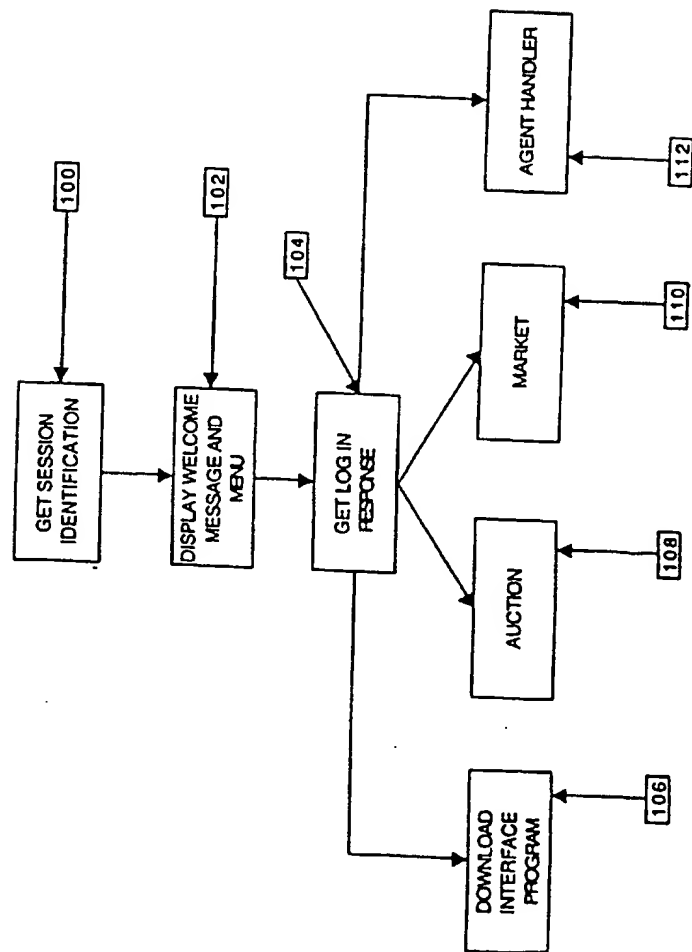 100
GET SESSION
IDENTIFICATION
102
DISPLAY WELCOME
MESSAGE AND
MENU
104
GET LOG IN
RESPONSE
AGENT HANDLER
112
MARKET
110
AUCTION
108
DOWNLOAD
INTERFACE
PROGRAM
106